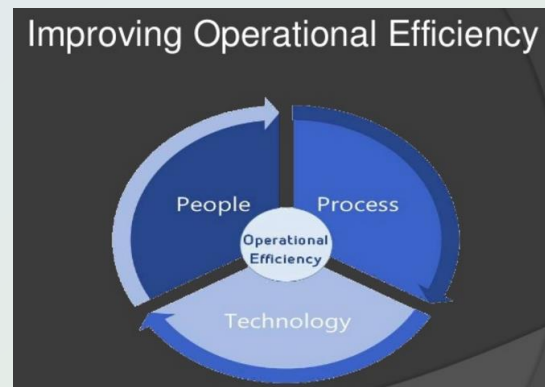 Improving Operational Efficiency
People
Process
Operational
Efficiency
Technology